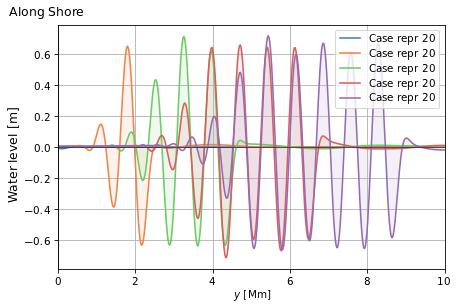 Along Shore
Water level [m]
0.6
0.4
0.2
0.0
−0.2
−0.4
−0.6
Case repr 20
Case repr 20
Case repr 20
Case repr 20
Case repr 20
0 2 4 6 8 10
y [Mm]